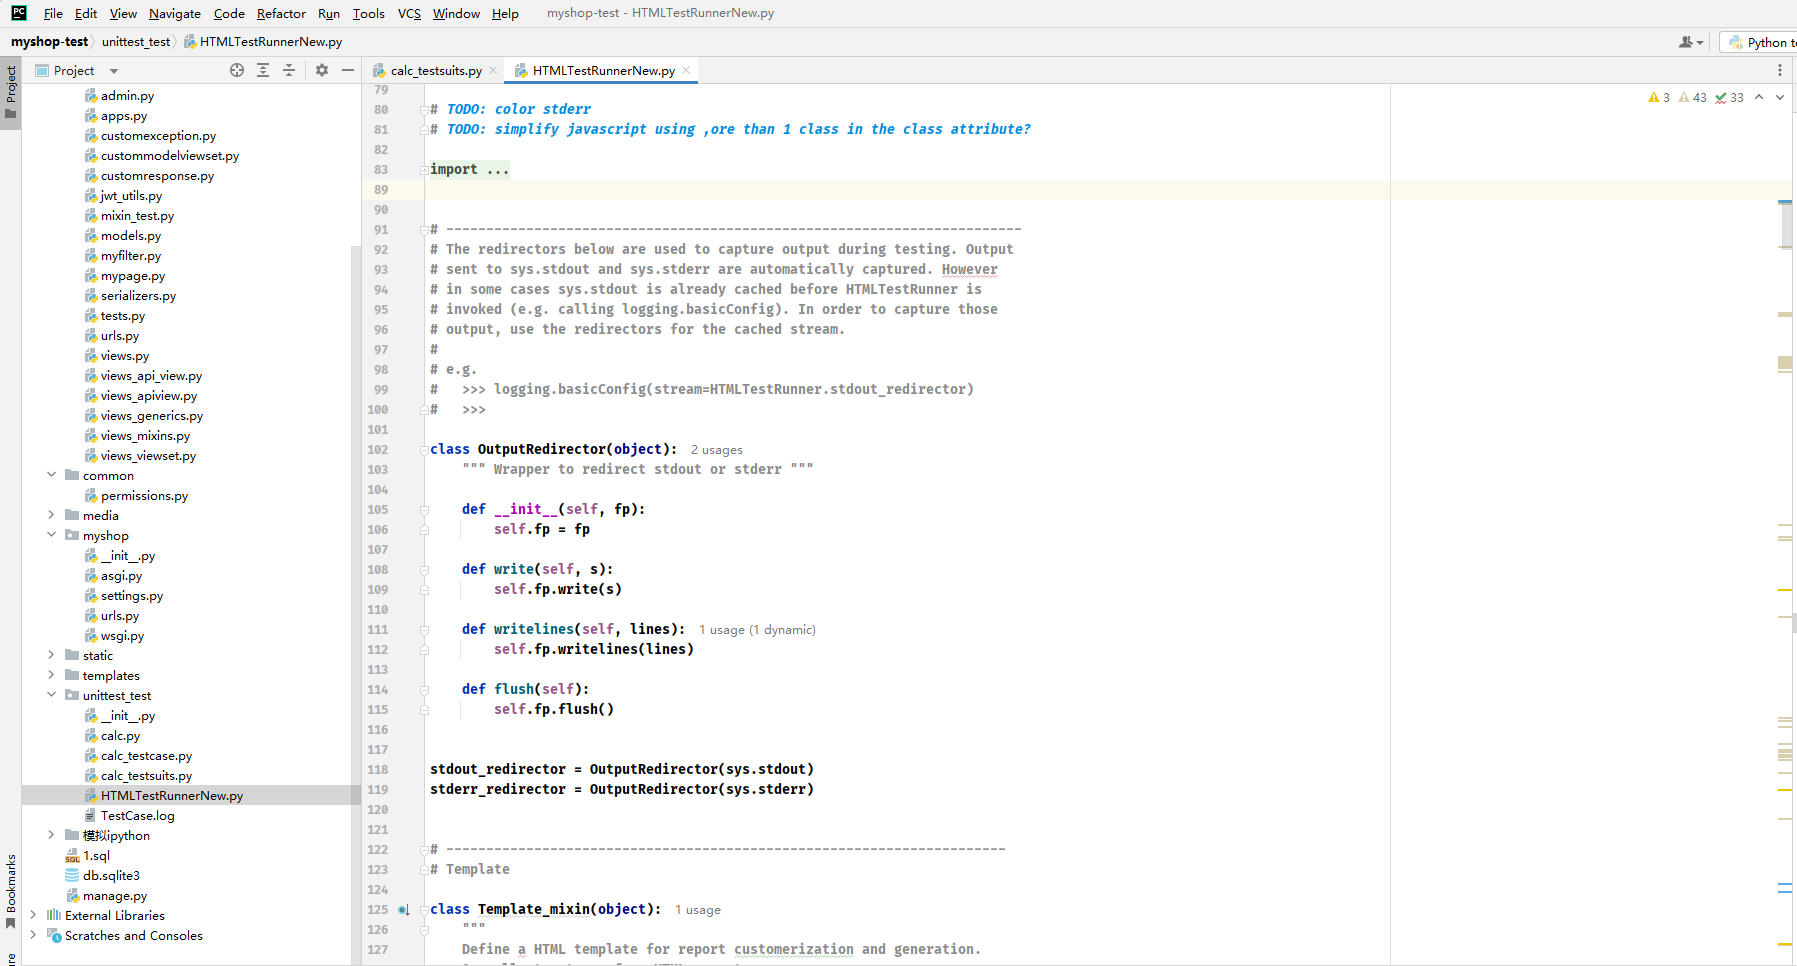 PC File Edit View Navigate Code Refactor Run Tools VCS Window Help myshop-test - HTMLTestRunnerNew.py
myshop-test unittest_test HTMLTestRunnerNew.py
Project
Project
calc_testsuits.py HTMLTestRunnerNew.py
admin.py
apps.py
customexception.py
custommodelviewset.py
customresponse.py
jwt_utils.py
mixin_test.py
models.py
myfilter.py
mypage.py
serializers.py
tests.py
urls.py
views.py
views_api_view.py
views_apiview.py
views_generics.py
views_mixins.py
views_viewset.py
common
permissions.py
media
myshop
__init__.py
asgi.py
settings.py
urls.py
wsgi.py
static
templates
unittest_test
__init__.py
calc.py
calc_testcase.py
calc_testsuits.py
HTMLTestRunnerNew.py
TestCase.log
模拟ipython
SQL 1.sql
db.sqlite3
manage.py
External Libraries
Scratches and Consoles
Bookmarks
3 43 33
79
80 # TODO: color stderr
81 # TODO: simplify javascript using ,ore than 1 class in the class attribute?
82
83 import ...
89
90
91 # ------------------------------------------------------------------------
92 # The redirectors below are used to capture output during testing. Output
93 # sent to sys.stdout and sys.stderr are automatically captured. However
94 # in some cases sys.stdout is already cached before HTMLTestRunner is
95 # invoked (e.g. calling logging.basicConfig). In order to capture those
96 # output, use the redirectors for the cached stream.
97 #
98 # e.g.
99 #   >>> logging.basicConfig(stream=HTMLTestRunner.stdout_redirector)
100 #   >>>
101
102 class OutputRedirector(object): 2 usages
103 """ Wrapper to redirect stdout or stderr """
104
105 def __init__(self, fp):
106 self.fp = fp
107
108 def write(self, s):
109 self.fp.write(s)
110
111 def writelines(self, lines): 1 usage (1 dynamic)
112 self.fp.writelines(lines)
113
114 def flush(self):
115 self.fp.flush()
116
117
118 stdout_redirector = OutputRedirector(sys.stdout)
119 stderr_redirector = OutputRedirector(sys.stderr)
120
121
122 # ----------------------------------------------------------------------
123 # Template
124
125 class Template_mixin(object): 1 usage
126 """
127 Define a HTML template for report customerization and generation.